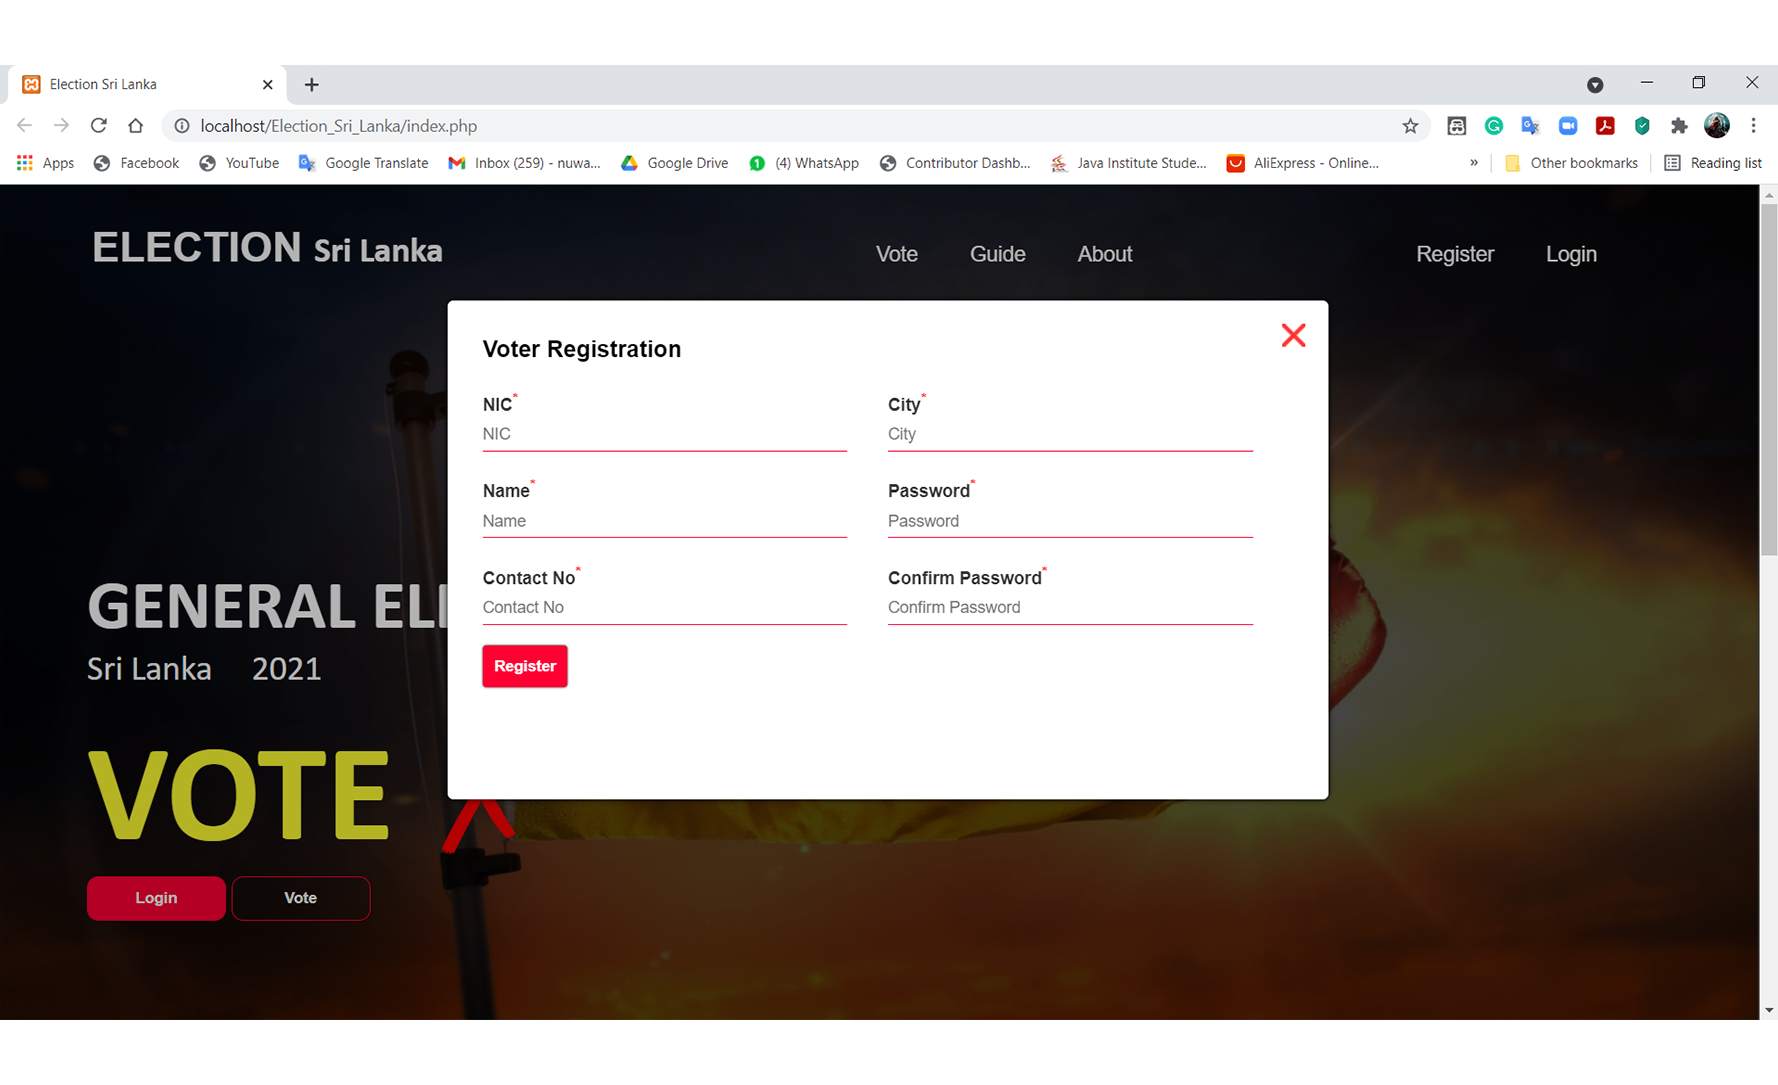 Election Sri Lanka
localhost/Election_Sri_Lanka/index.php
Apps Facebook YouTube Google Translate Inbox (259) - nuwa... Google Drive (4) WhatsApp Contributor Dashb... Java Institute Stude... AliExpress - Online... » Other bookmarks Reading list
ELECTION Sri Lanka Vote Guide About Register Login
Voter Registration
NIC* City*
NIC City
Name* Password*
Name Password
Contact No* Confirm Password*
Contact No Confirm Password
Register
GENERAL EL
Sri Lanka 2021
VOTE
Login Vote